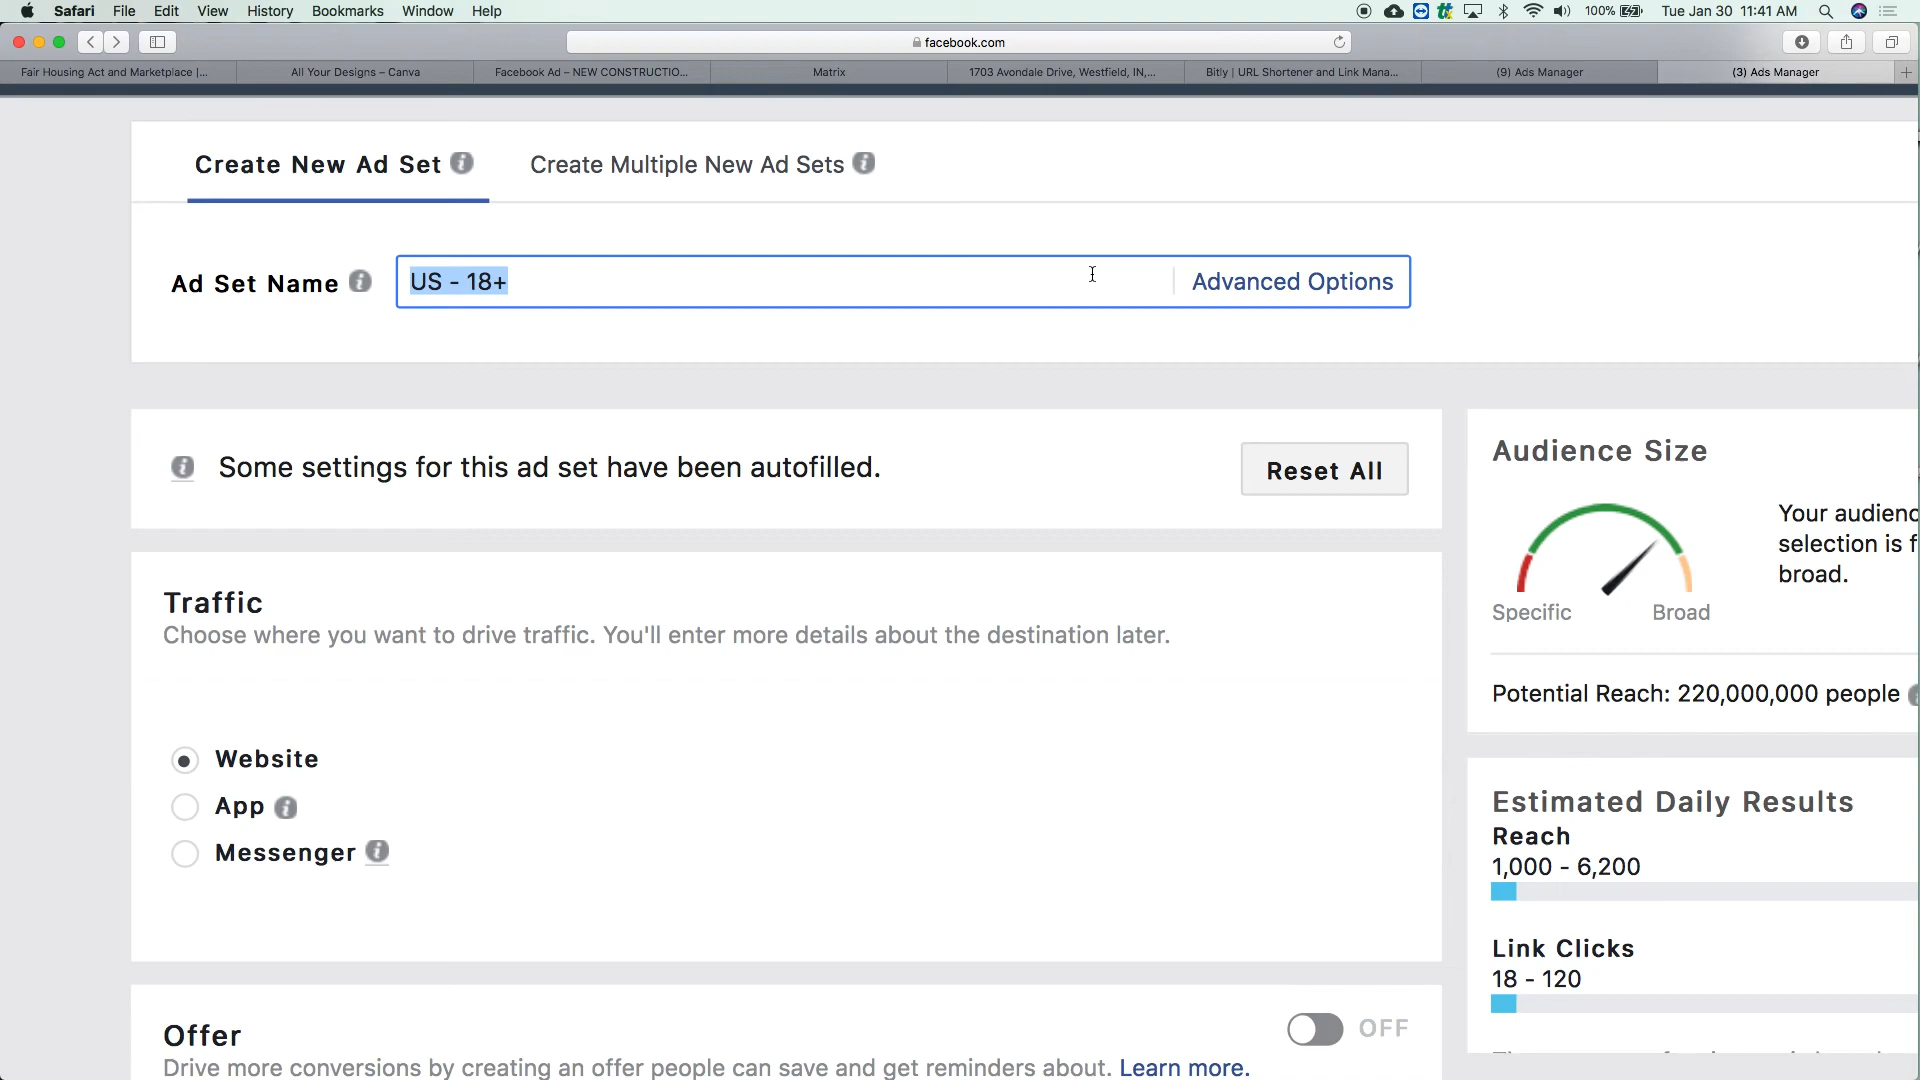 Safari File Edit View History Bookmarks Window Help 100% Tue Jan 30 11:41 AM
facebook.com
Fair Housing Act and Marketplace |... All Your Designs – Canva Facebook Ad – NEW CONSTRUCTIO... Matrix 1703 Avondale Drive, Westfield, IN,... Bitly | URL Shortener and Link Mana... (9) Ads Manager (3) Ads Manager
Create New Ad Set Create Multiple New Ad Sets
Ad Set Name US - 18+ Advanced Options
Some settings for this ad set have been autofilled. Reset All
Traffic
Choose where you want to drive traffic. You'll enter more details about the destination later.
Website
App
Messenger
Offer OFF
Drive more conversions by creating an offer people can save and get reminders about. Learn more.
Audience Size
Your audienc
selection is f
broad.
Specific Broad
Potential Reach: 220,000,000 people
Estimated Daily Results
Reach
1,000 - 6,200
Link Clicks
18 - 120